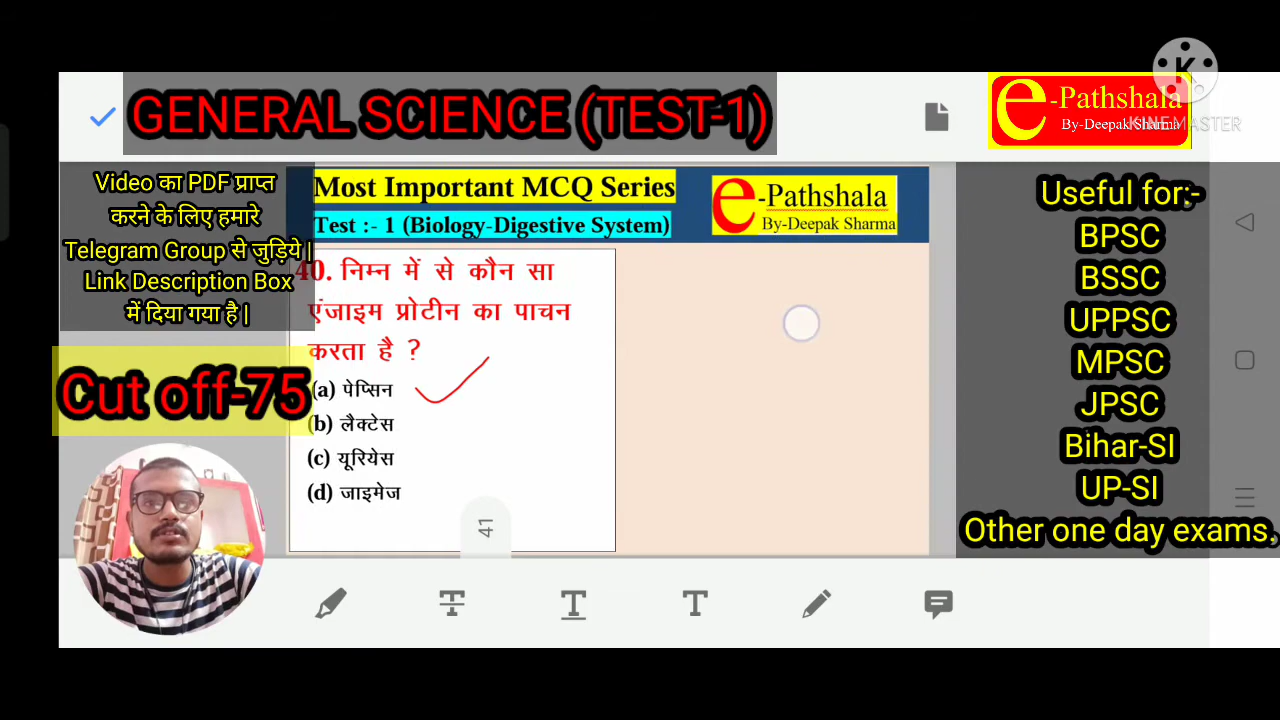 GENERAL SCIENCE (TEST-1)
e-Pathshala
By-Deepak Sharma
KINEMASTER
Video का PDF प्राप्त
करने के लिए हमारे
Telegram Group से जुड़िये |
Link Description Box
में दिया गया है |
Cut off-75
Most Important MCQ Series
Test :- 1 (Biology-Digestive System)
e-Pathshala
By-Deepak Sharma
40. निम्न में से कौन सा
एंजाइम प्रोटीन का पाचन
करता है ?
(a) पेप्सिन
(b) लैक्टेस
(c) यूरियेस
(d) जाइमेज
41
Useful for:-
BPSC
BSSC
UPPSC
MPSC
JPSC
Bihar-SI
UP-SI
Other one day exams.